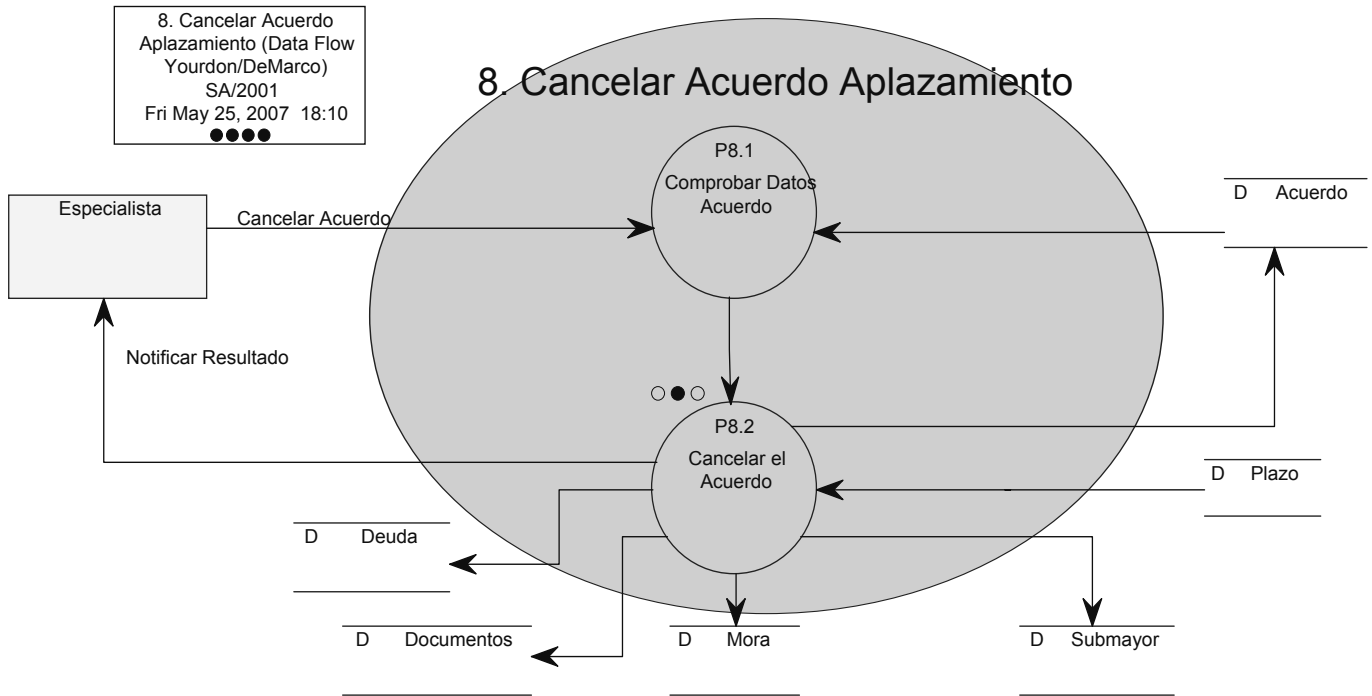 8. Cancelar Acuerdo
Aplazamiento (Data Flow
Yourdon/DeMarco)
SA/2001
Fri May 25, 2007 18:10
8. Cancelar Acuerdo Aplazamiento
P8.1
Comprobar Datos
Acuerdo
D Acuerdo
Especialista
Cancelar Acuerdo
Notificar Resultado
P8.2
Cancelar el
Acuerdo
D Plazo
D Deuda
D Documentos
D Mora
D Submayor